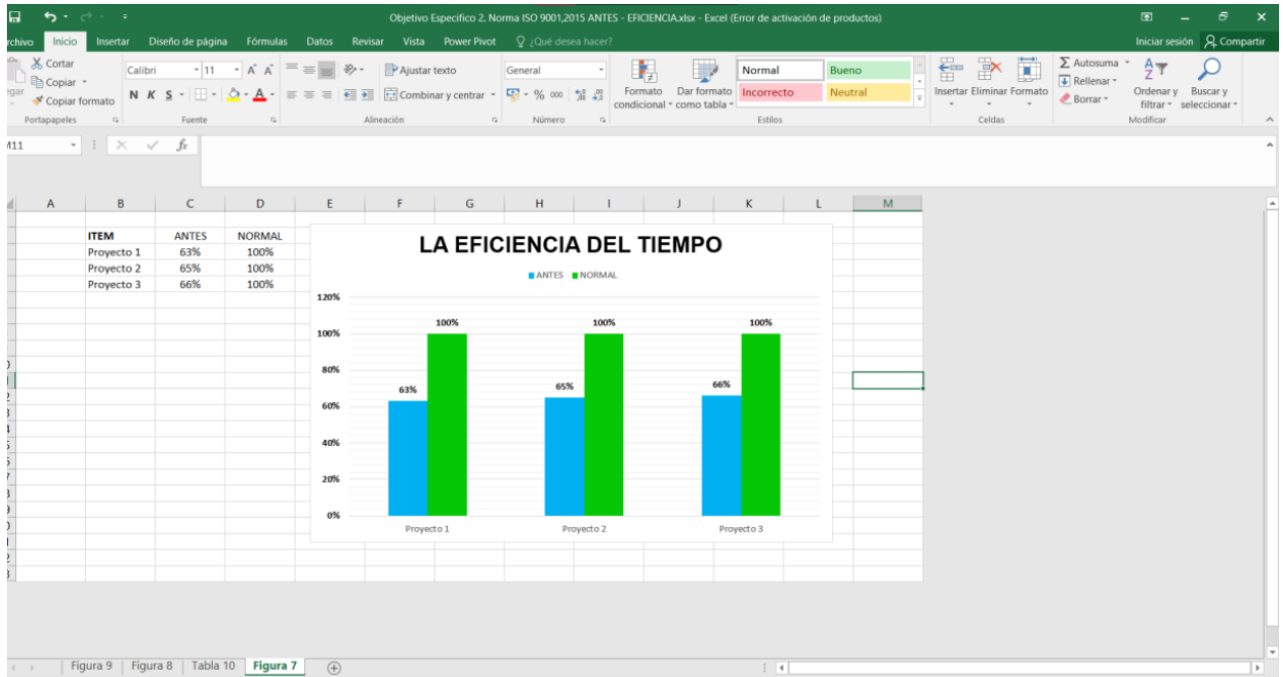 Objetivo Especifico 2. Norma ISO 9001,2015 ANTES - EFICIENCIA.xlsx - Excel (Error de activación de productos)
Inicio Insertar Diseño de página Fórmulas Datos Revisar Vista Power Pivot ¿Qué desea hacer? Iniciar sesión Compartir
Cortar
Copiar
Copiar formato
Portapapeles
Calibri 11
N K S
Fuente
Ajustar texto
Combinar y centrar
Alineación
General
% 000
Número
Formato condicional
Dar formato como tabla
Normal Bueno
Incorrecto Neutral
Estilos
Insertar Eliminar Formato
Celdas
Autosuma
Rellenar
Borrar
Ordenar y filtrar
Buscar y seleccionar
Modificar
fx
A B C D E F G H I J K L M
ITEM ANTES NORMAL
Proyecto 1 63% 100%
Proyecto 2 65% 100%
Proyecto 3 66% 100%
LA EFICIENCIA DEL TIEMPO
ANTES NORMAL
120%
100%
80%
60%
40%
20%
0%
63% 100% 65% 100% 66% 100%
Proyecto 1 Proyecto 2 Proyecto 3
Figura 9 Figura 8 Tabla 10 Figura 7